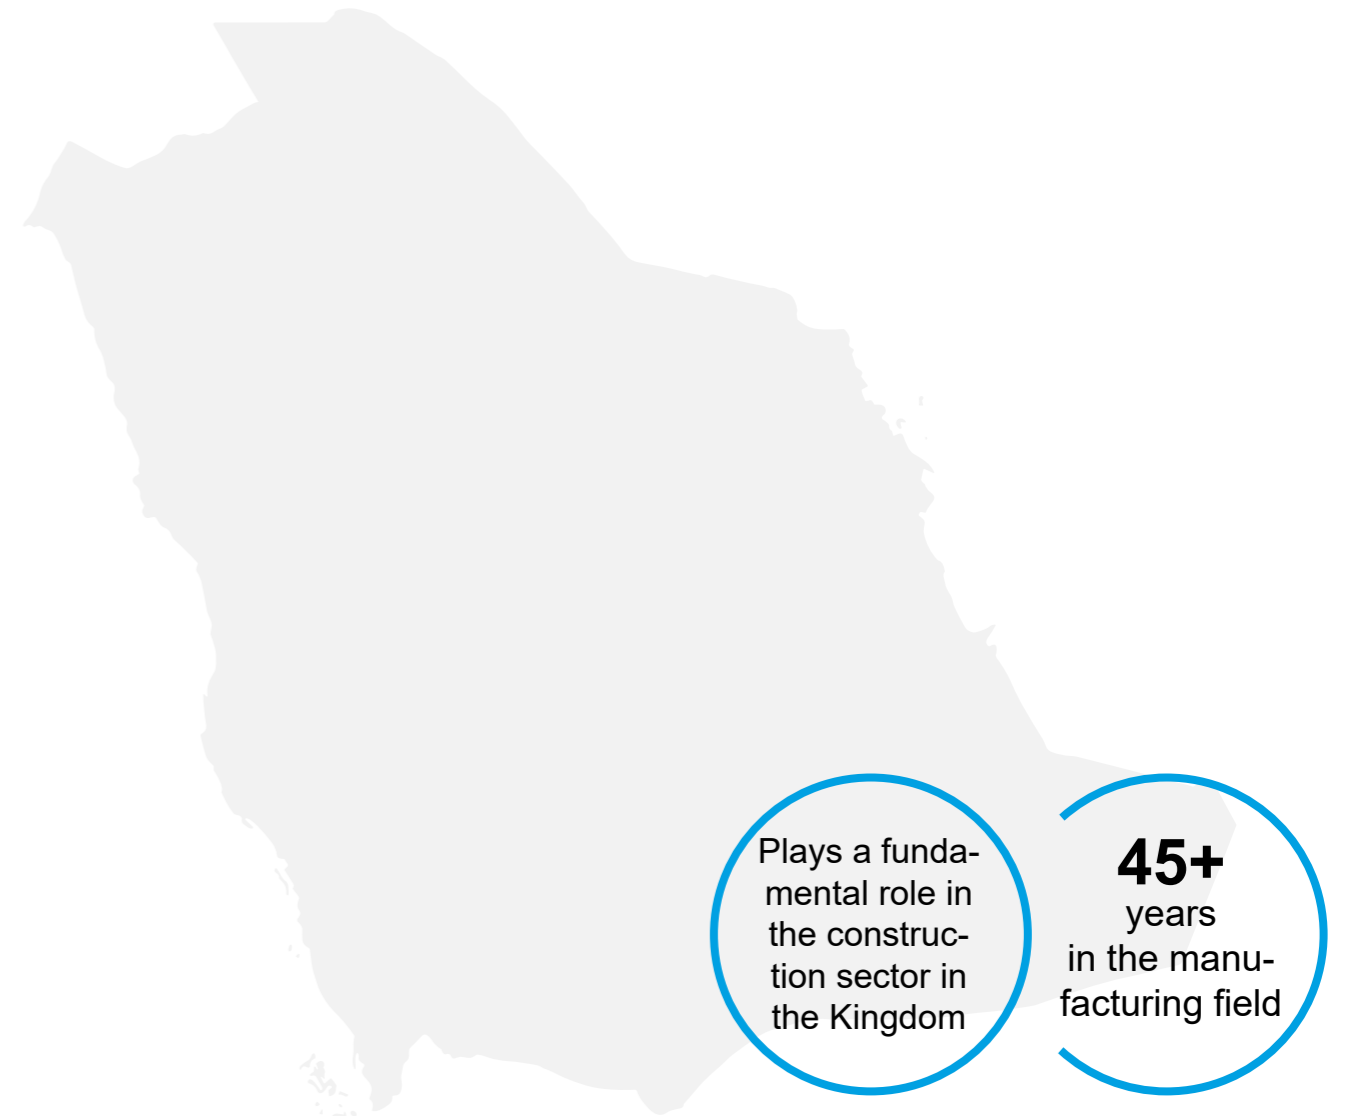 Plays a funda-
mental role in
the construc-
tion sector in
the Kingdom
45+
years
in the manu-
facturing field